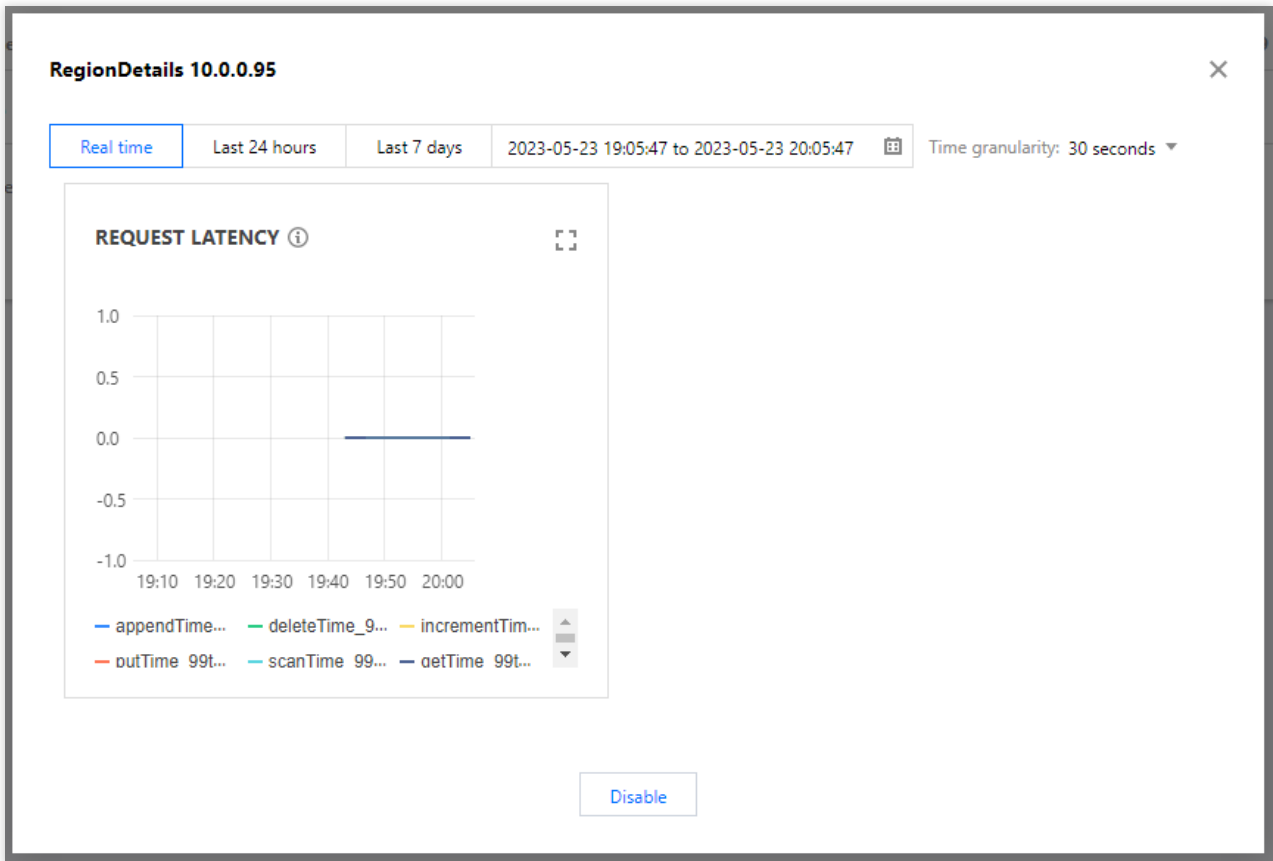 RegionDetails 10.0.0.95
Real time Last 24 hours Last 7 days 2023-05-23 19:05:47 to 2023-05-23 20:05:47 Time granularity: 30 seconds
REQUEST LATENCY
1.0
0.5
0.0
-0.5
-1.0
19:10 19:20 19:30 19:40 19:50 20:00
appendTime... deleteTime_9... incrementTim...
putTime_99t... scanTime_99... getTime_99t...
Disable